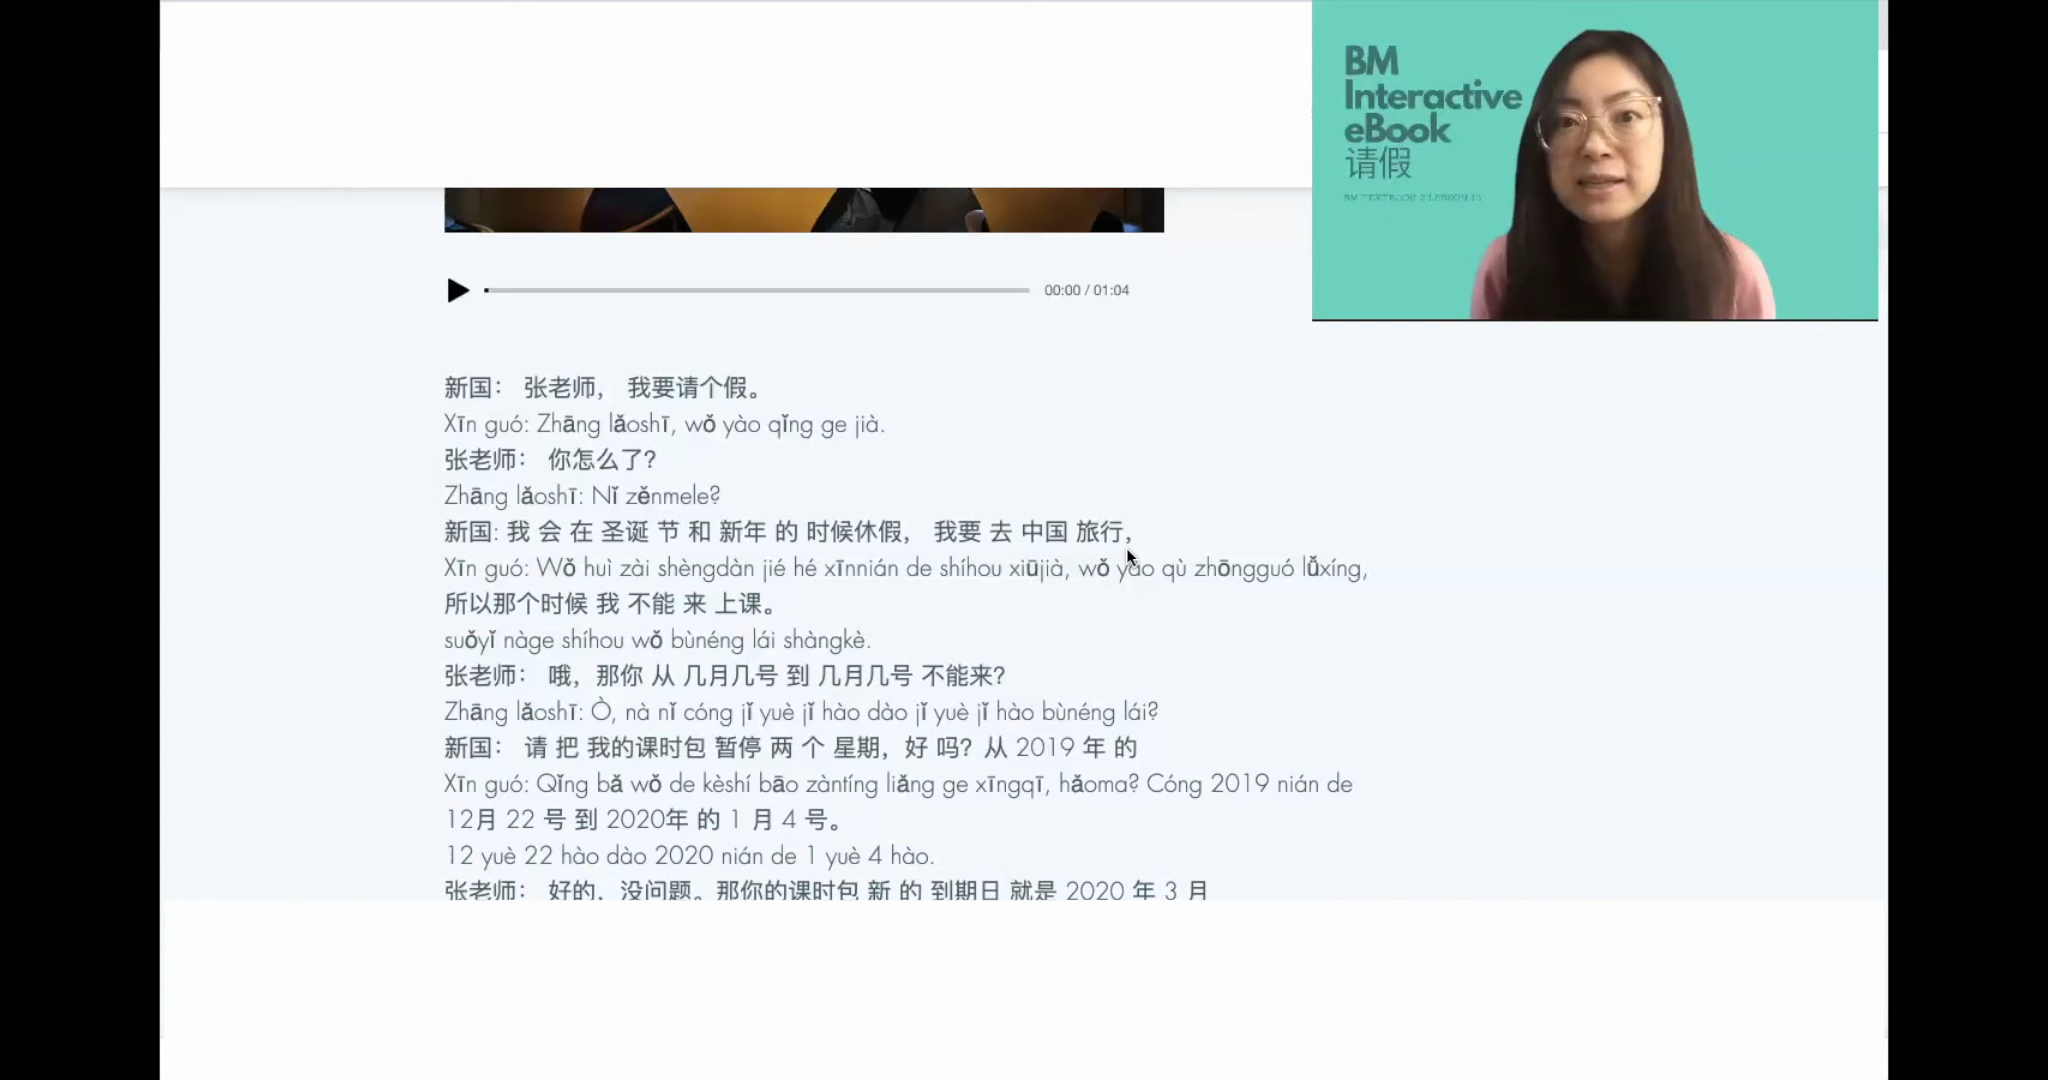 BM
Interactive
eBook
请假
BM TEXTBOOK 2 LESSON 13
00:00 / 01:04
新国： 张老师， 我要请个假。
Xīn guó: Zhāng lǎoshī, wǒ yào qǐng ge jià.
张老师： 你怎么了?
Zhāng lǎoshī: Nǐ zěnmele?
新国: 我 会 在 圣诞 节 和 新年 的 时候休假， 我要 去 中国 旅行，
Xīn guó: Wǒ huì zài shèngdàn jié hé xīnnián de shíhou xiūjià, wǒ yào qù zhōngguó lǚxíng,
所以那个时候 我 不能 来 上课。
suǒyǐ nàge shíhou wǒ bùnéng lái shàngkè.
张老师： 哦，那你 从 几月几号 到 几月几号 不能来?
Zhāng lǎoshī: Ò, nà nǐ cóng jǐ yuè jǐ hào dào jǐ yuè jǐ hào bùnéng lái?
新国： 请 把 我的课时包 暂停 两 个 星期，好 吗？从 2019 年 的
Xīn guó: Qǐng bǎ wǒ de kèshí bāo zàntíng liǎng ge xīngqī, hǎoma? Cóng 2019 nián de
12月 22 号 到 2020年 的 1 月 4 号。
12 yuè 22 hào dào 2020 nián de 1 yuè 4 hào.
张老师： 好的，没问题。那你的课时包 新 的 到期日 就是 2020 年 3 月